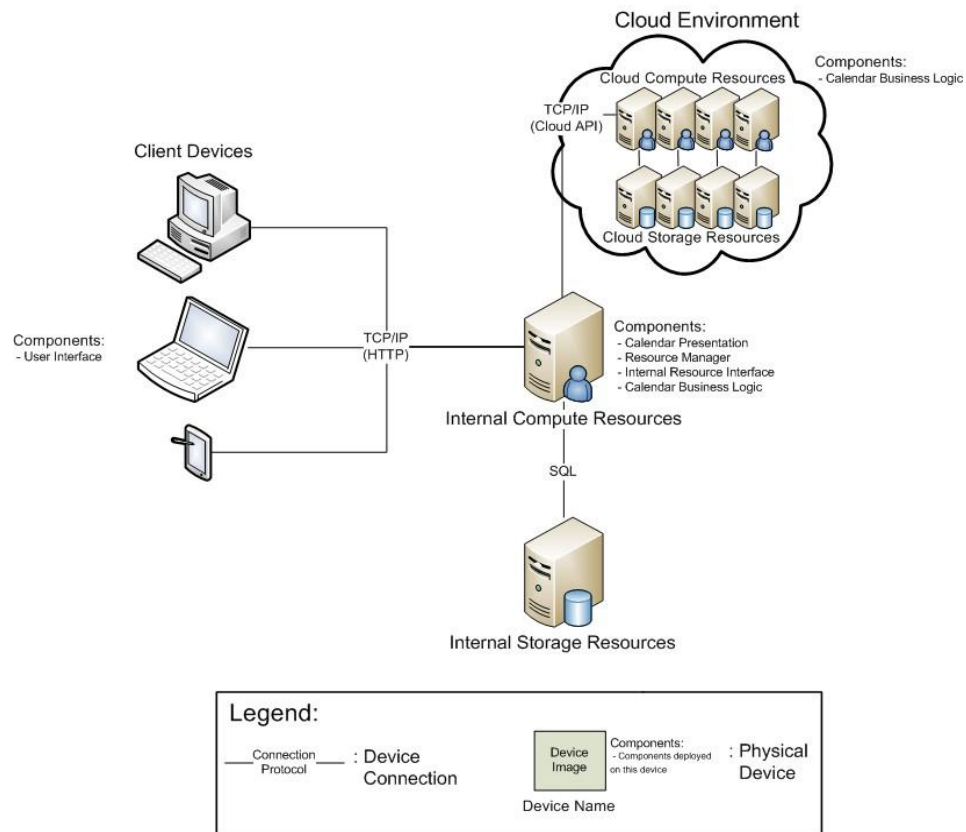 Cloud Environment
Components:
- Calendar Business Logic
Cloud Compute Resources
TCP/IP
(Cloud API)
Cloud Storage Resources
Client Devices
Components:
- User Interface
TCP/IP
(HTTP)
Components:
- Calendar Presentation
- Resource Manager
- Internal Resource Interface
- Calendar Business Logic
Internal Compute Resources
SQL
Internal Storage Resources
Legend:
Connection
Protocol
: Device
Connection
Device
Image
Components:
- Components deployed
on this device
Device Name
: Physical
Device